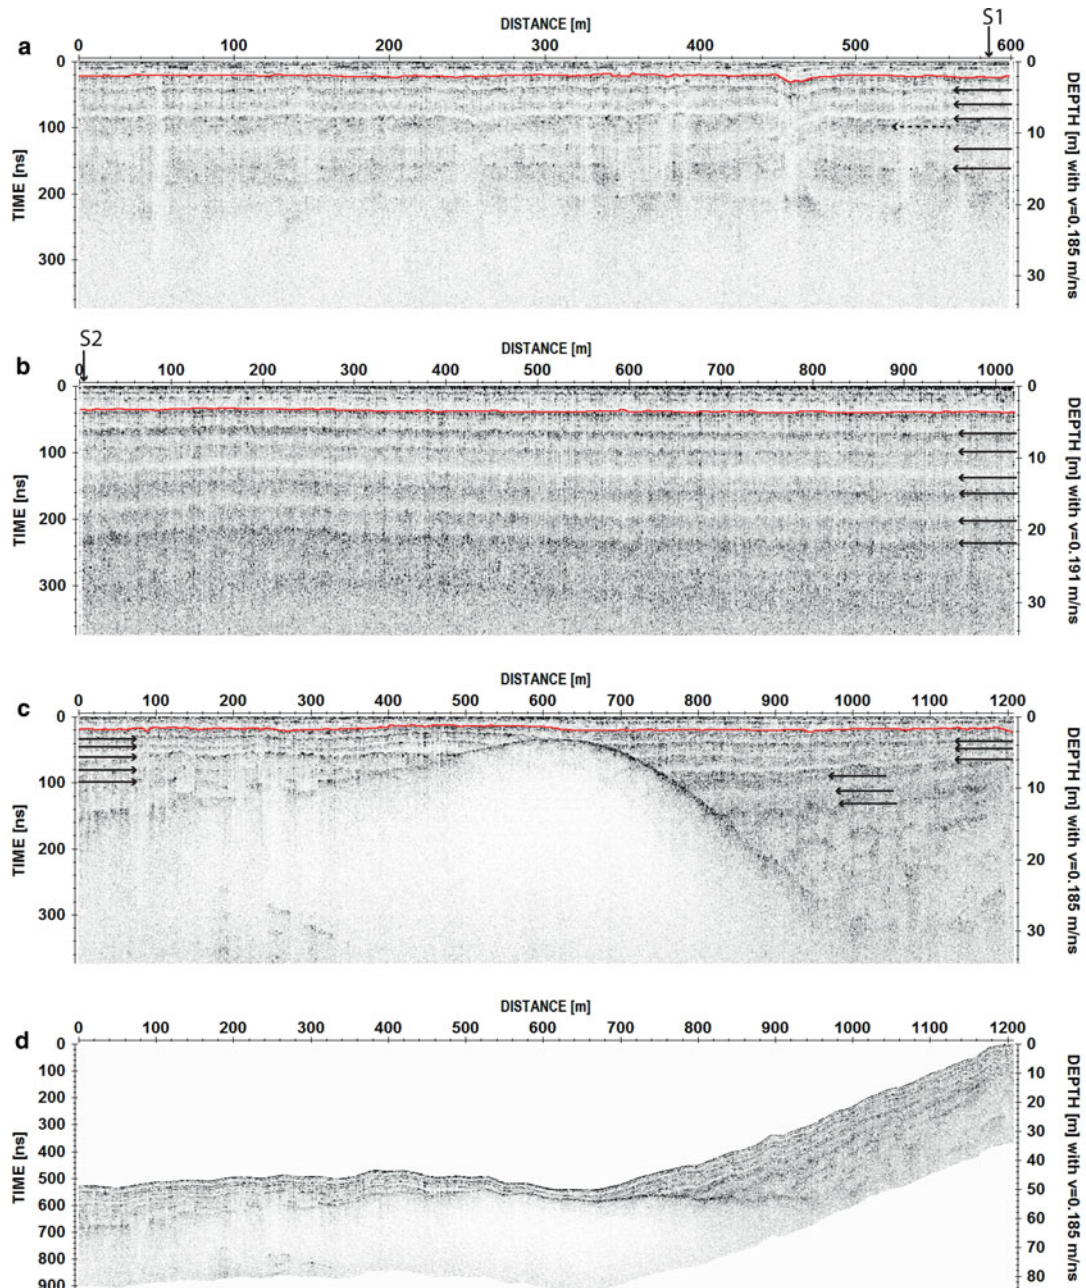 DISTANCE [m]
S1
a
0 100 200 300 400 500 600
0 100 200 300
TIME [ns]
0 10 20 30
DEPTH [m] with v=0.185 m/ns
S2
DISTANCE [m]
b
0 100 200 300 400 500 600 700 800 900 1000
0 100 200 300
TIME [ns]
0 10 20 30
DEPTH [m] with v=0.191 m/ns
DISTANCE [m]
c
0 100 200 300 400 500 600 700 800 900 1000 1100 1200
0 100 200 300
TIME [ns]
0 10 20 30
DEPTH [m] with v=0.185 m/ns
DISTANCE [m]
d
0 100 200 300 400 500 600 700 800 900 1000 1100 1200
0 100 200 300 400 500 600 700 800 900
TIME [ns]
0 10 20 30 40 50 60 70 80
DEPTH [m] with v=0.185 m/ns